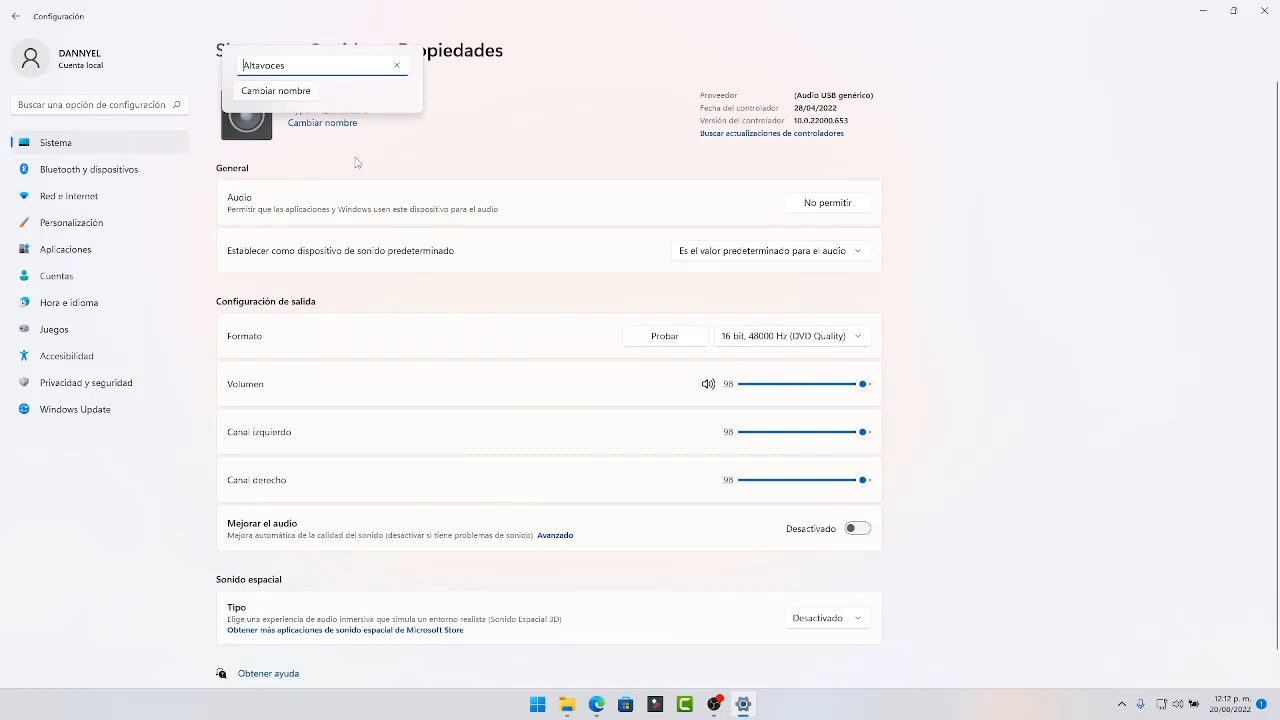 Configuración
DANNYEL
Cuenta local
Buscar una opción de configuración
Sistema
Bluetooth y dispositivos
Red e Internet
Personalización
Aplicaciones
Cuentas
Hora e idioma
Juegos
Accesibilidad
Privacidad y seguridad
Windows Update
opiedades
Altavoces
Cambiar nombre
Cambiar nombre
Proveedor (Audio USB genérico)
Fecha del controlador 28/04/2022
Versión del controlador 10.0.22000.653
Buscar actualizaciones de controladores
General
Audio
Permitir que las aplicaciones y Windows usen este dispositivo para el audio
No permitir
Establecer como dispositivo de sonido predeterminado
Es el valor predeterminado para el audio
Configuración de salida
Formato
Probar
16 bit, 48000 Hz (DVD Quality)
Volumen
98
Canal izquierdo
98
Canal derecho
98
Mejorar el audio
Mejora automática de la calidad del sonido (desactivar si tiene problemas de sonido) Avanzado
Desactivado
Sonido espacial
Tipo
Elige una experiencia de audio inmersiva que simula un entorno realista (Sonido Espacial 3D)
Obtener más aplicaciones de sonido espacial de Microsoft Store
Desactivado
Obtener ayuda
12:12 p. m.
20/08/2022
1